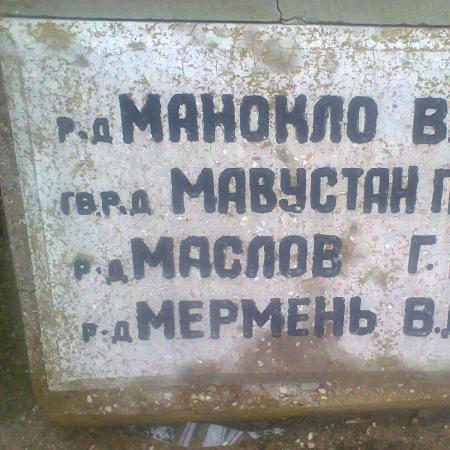 Р-Д МАНОКЛО В.
ГВ.Р.Д МАВУСТАН П
Р-Д МАСЛОВ Г.
Р-Д МЕРМЕНЬ В.Д